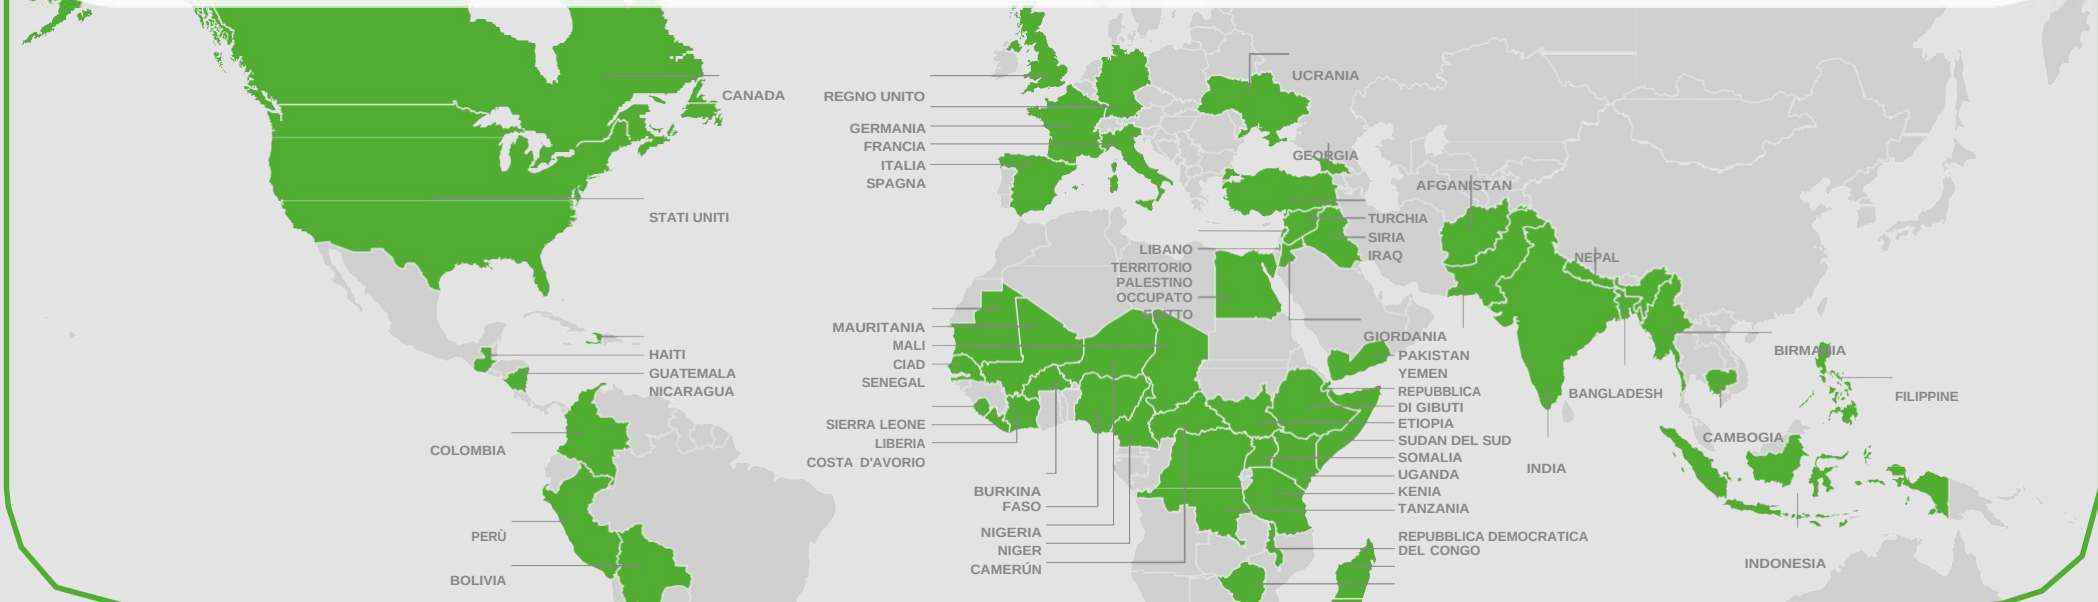 CANADA
STATI UNITI
HAITI
GUATEMALA
NICARAGUA
COLOMBIA
PERÙ
BOLIVIA
REGNO UNITO
GERMANIA
FRANCIA
ITALIA
SPAGNA
MAURITANIA
MALI
CIAD
SENEGAL
SIERRA LEONE
LIBERIA
COSTA D'AVORIO
BURKINA
FASO
NIGERIA
NIGER
CAMERÚN
LIBANO
TERRITORIO
PALESTINO
OCCUPATO
EGITTO
UCRANIA
GEORGIA
TURCHIA
SIRIA
IRAQ
AFGANISTAN
NEPAL
GIORDANIA
PAKISTAN
YEMEN
REPUBBLICA
DI GIBUTI
ETIOPIA
SUDAN DEL SUD
SOMALIA
UGANDA
KENIA
TANZANIA
REPUBBLICA DEMOCRATICA
DEL CONGO
INDIA
BANGLADESH
BIRMANIA
CAMBOGIA
FILIPPINE
INDONESIA